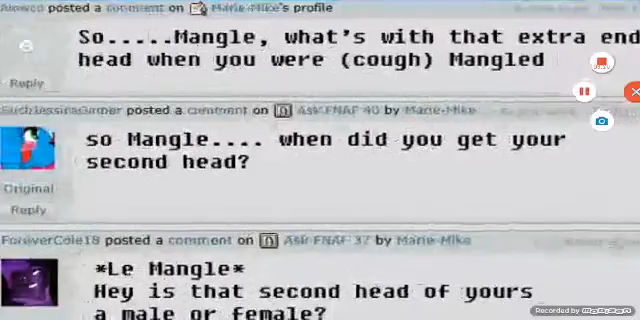 posted a comment on Marie-Mike's profile
So.....Mangle, what's with that extra end
head when you were (cough) Mangled
Reply
posted a comment on Ask FNAF 40 by Marie-Mike
so Mangle.... when did you get your
second head?
Original
Reply
ForeverCole18 posted a comment on Ask FNAF 37 by Marie-Mike
*Le Mangle*
Hey is that second head of yours
a male or female?
Recorded by